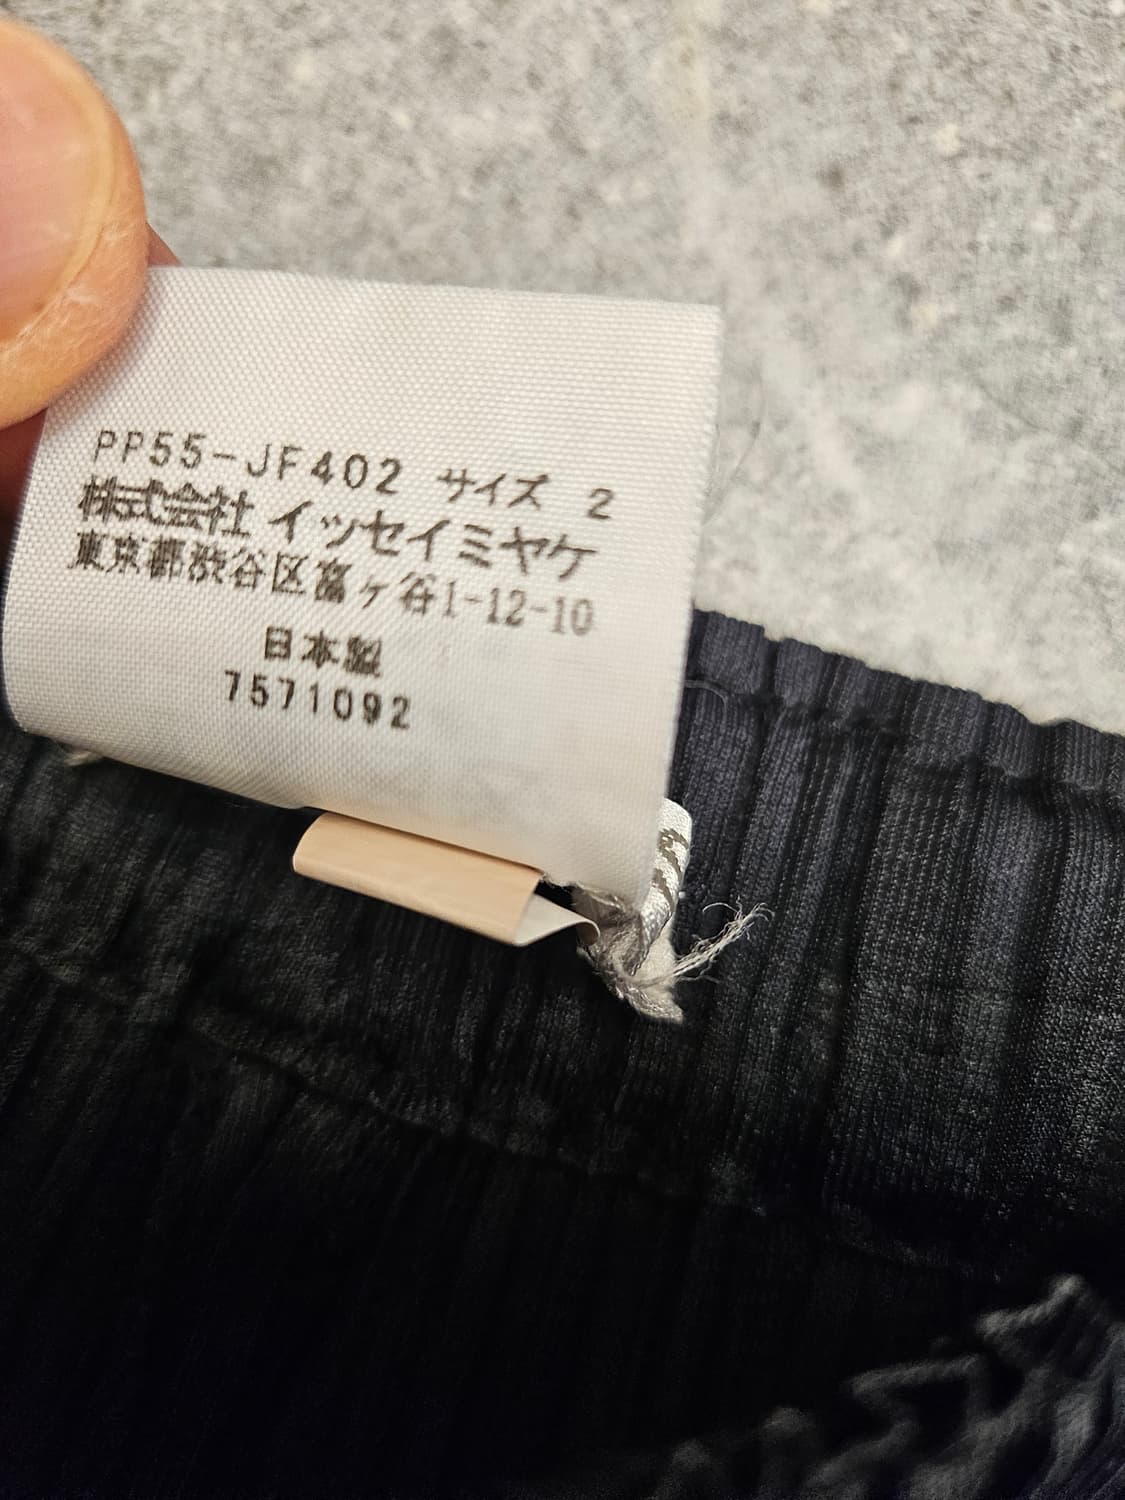 PP55-JF402 サイズ 2
株式会社 イッセイミヤケ
東京都渋谷区富ヶ谷1-12-10
日本製
7571092